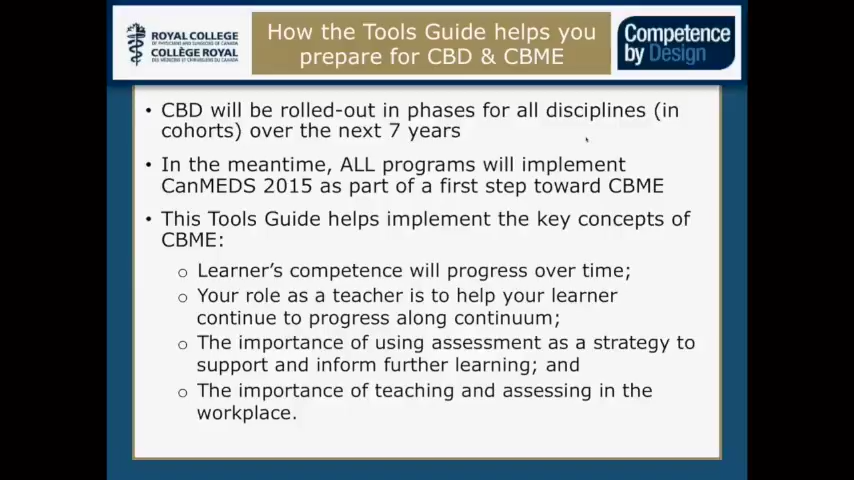 ROYAL COLLEGE
OF PHYSICIANS AND SURGEONS OF CANADA
COLLÈGE ROYAL
DES MÉDECINS ET CHIRURGIENS DU CANADA
How the Tools Guide helps you
prepare for CBD & CBME
Competence
by Design
• CBD will be rolled-out in phases for all disciplines (in
cohorts) over the next 7 years
• In the meantime, ALL programs will implement
CanMEDS 2015 as part of a first step toward CBME
• This Tools Guide helps implement the key concepts of
CBME:
o Learner’s competence will progress over time;
o Your role as a teacher is to help your learner
continue to progress along continuum;
o The importance of using assessment as a strategy to
support and inform further learning; and
o The importance of teaching and assessing in the
workplace.